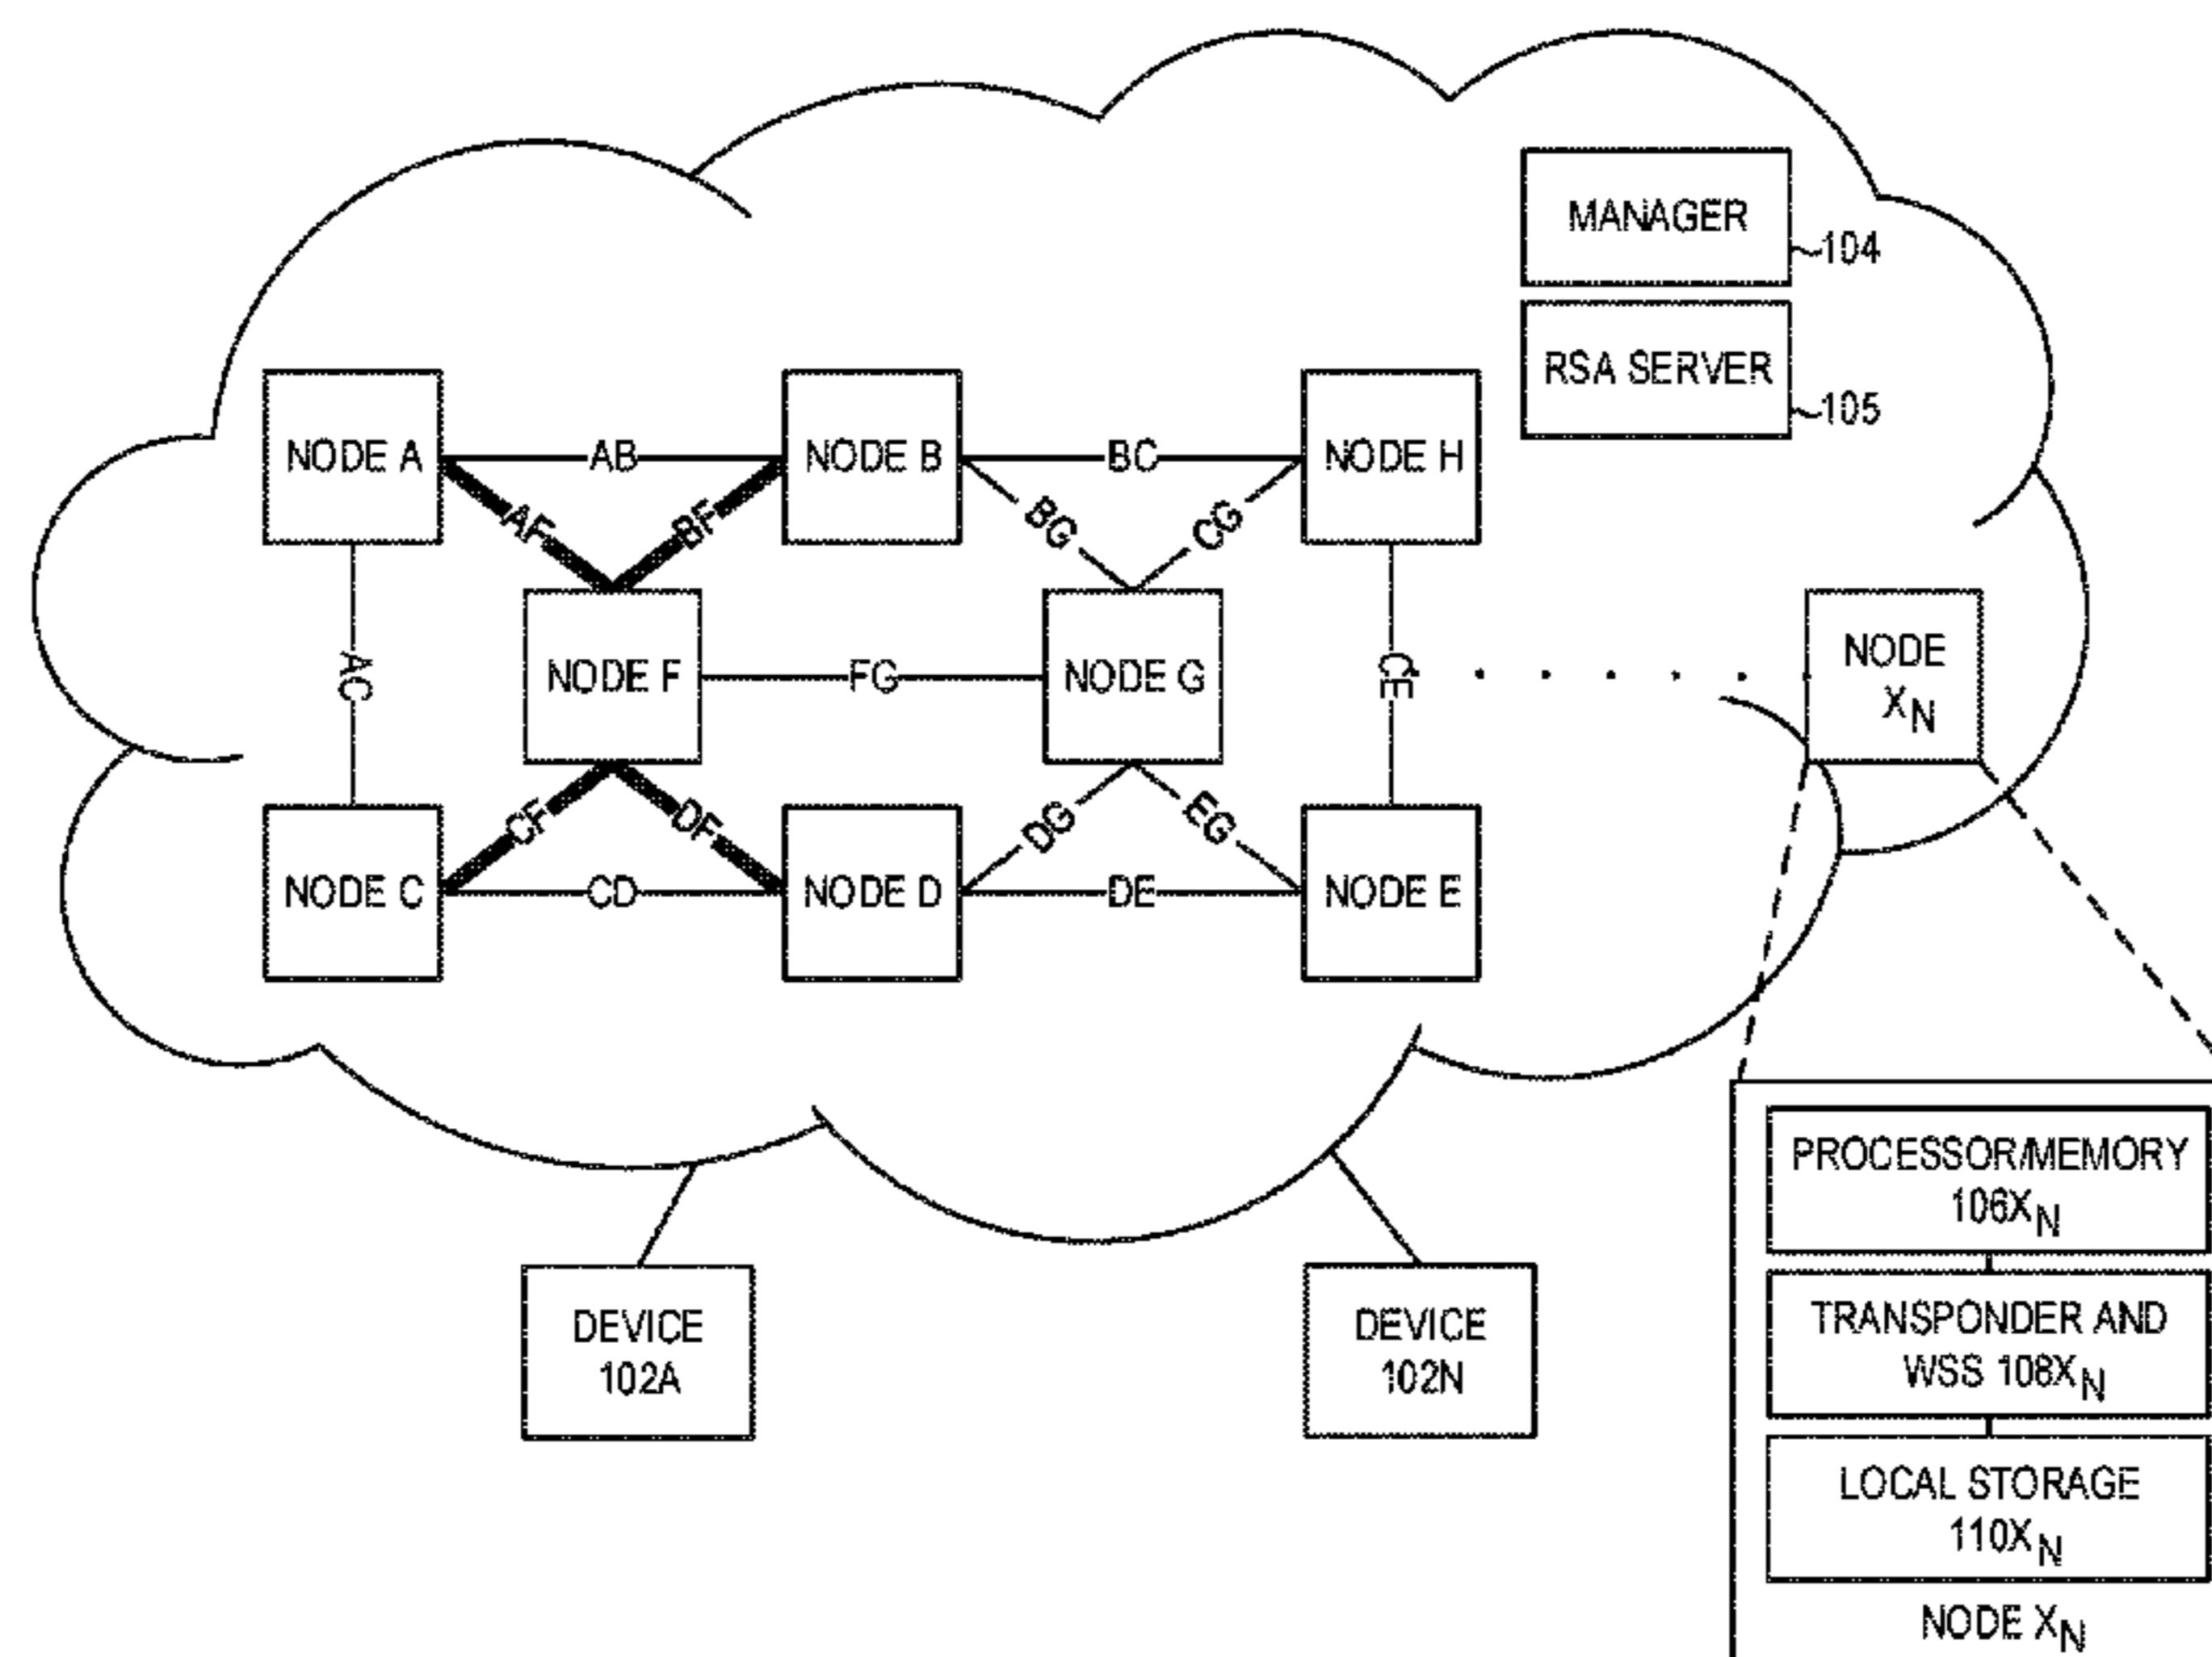 MANAGER
104
RSA SERVER
105
NODE A
AB
NODE B
BC
NODE H
AF
BF
BG
CG
AC
NODE F
FG
NODE G
CE
NODE
XN
CF
DF
DG
EG
NODE C
CD
NODE D
DE
NODE E
PROCESSOR/MEMORY
106XN
TRANSPONDER AND
WSS 108XN
LOCAL STORAGE
110XN
NODE XN
DEVICE
102A
DEVICE
102N